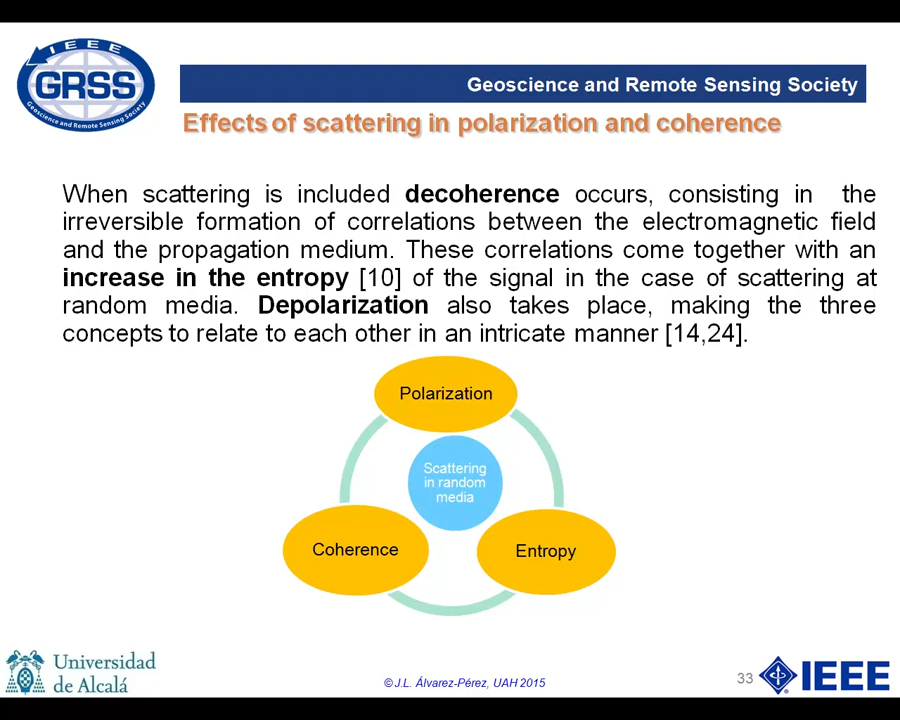 IEEE
GRSS
Geoscience and Remote Sensing Society
Geoscience and Remote Sensing Society
Effects of scattering in polarization and coherence
When scattering is included decoherence occurs, consisting in the
irreversible formation of correlations between the electromagnetic field
and the propagation medium. These correlations come together with an
increase in the entropy [10] of the signal in the case of scattering at
random media. Depolarization also takes place, making the three
concepts to relate to each other in an intricate manner [14,24].
Polarization
Scattering
in random
media
Coherence
Entropy
Universidad
de Alcalá
©J.L. Álvarez-Pérez, UAH 2015
33
IEEE